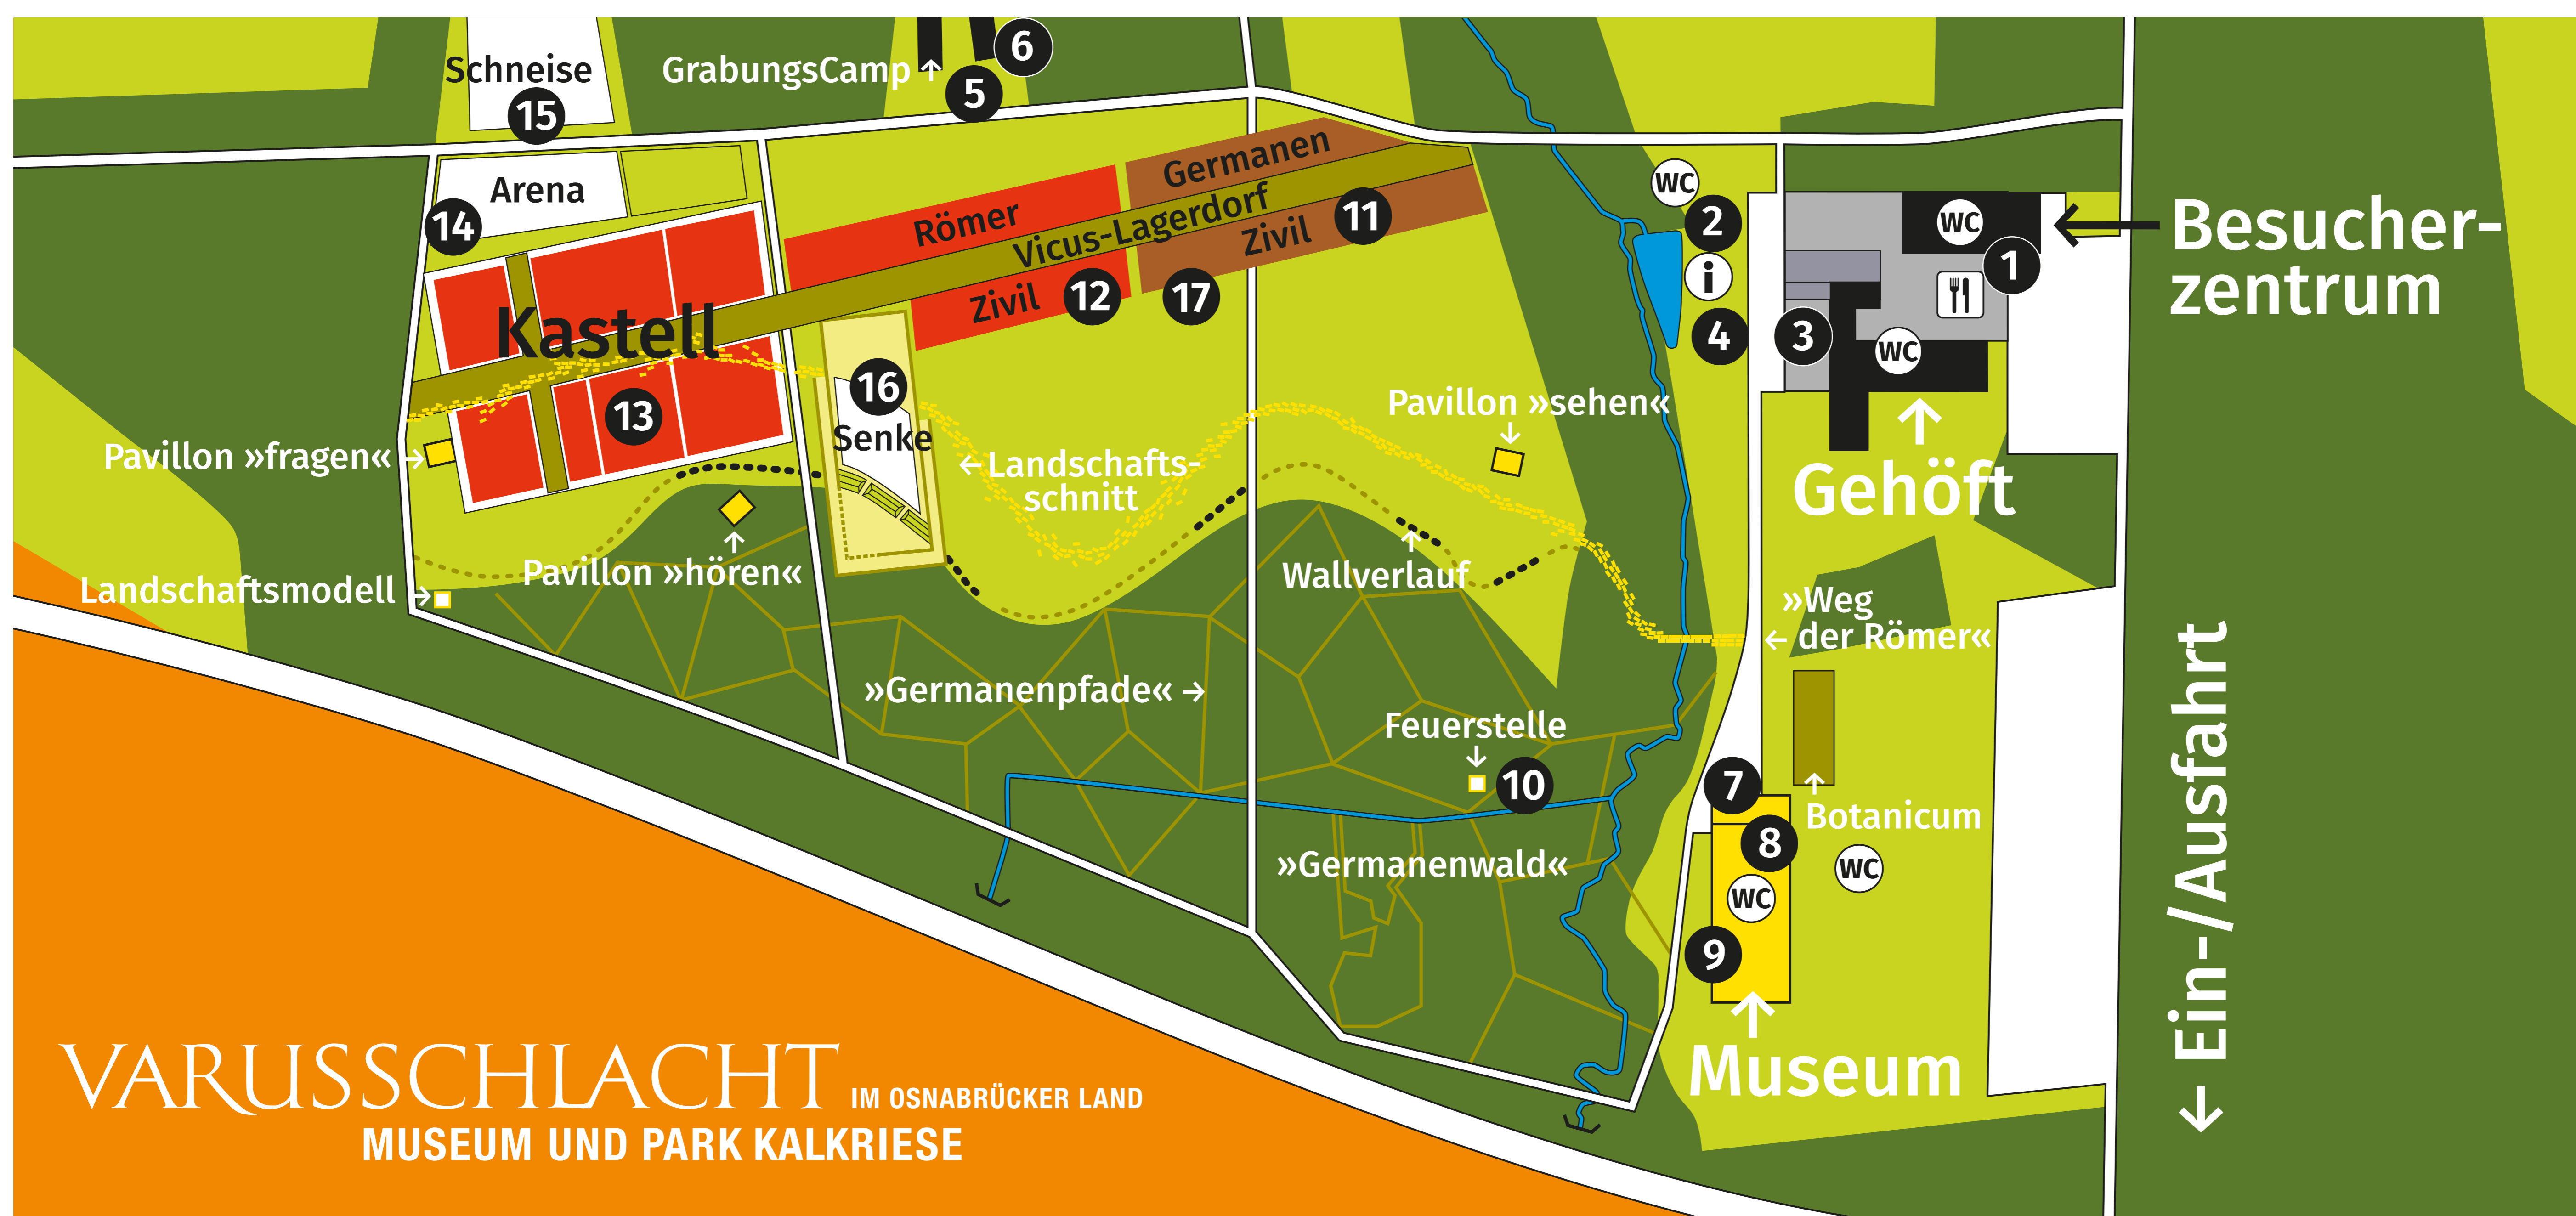 Schneise
15
GrabungsCamp
5
6
Arena
14
Germanen
Römer
Vicus-Lagerdorf
Zivil
11
Zivil
12
17
Kastell
13
16
Senke
WC
2
i
4
WC
1
3
WC
Besucher-
zentrum
Gehöft
Pavillon »fragen«
Landschaftsmodell
Pavillon »hören«
Landschafts-
schnitt
Pavillon »sehen«
Wallverlauf
»Weg
der Römer«
»Germanenpfade«
Feuerstelle
10
»Germanenwald«
7
8
WC
9
Botanicum
WC
Museum
Ein-/Ausfahrt
VARUSSCHLACHT IM OSNABRÜCKER LAND
MUSEUM UND PARK KALKRIESE